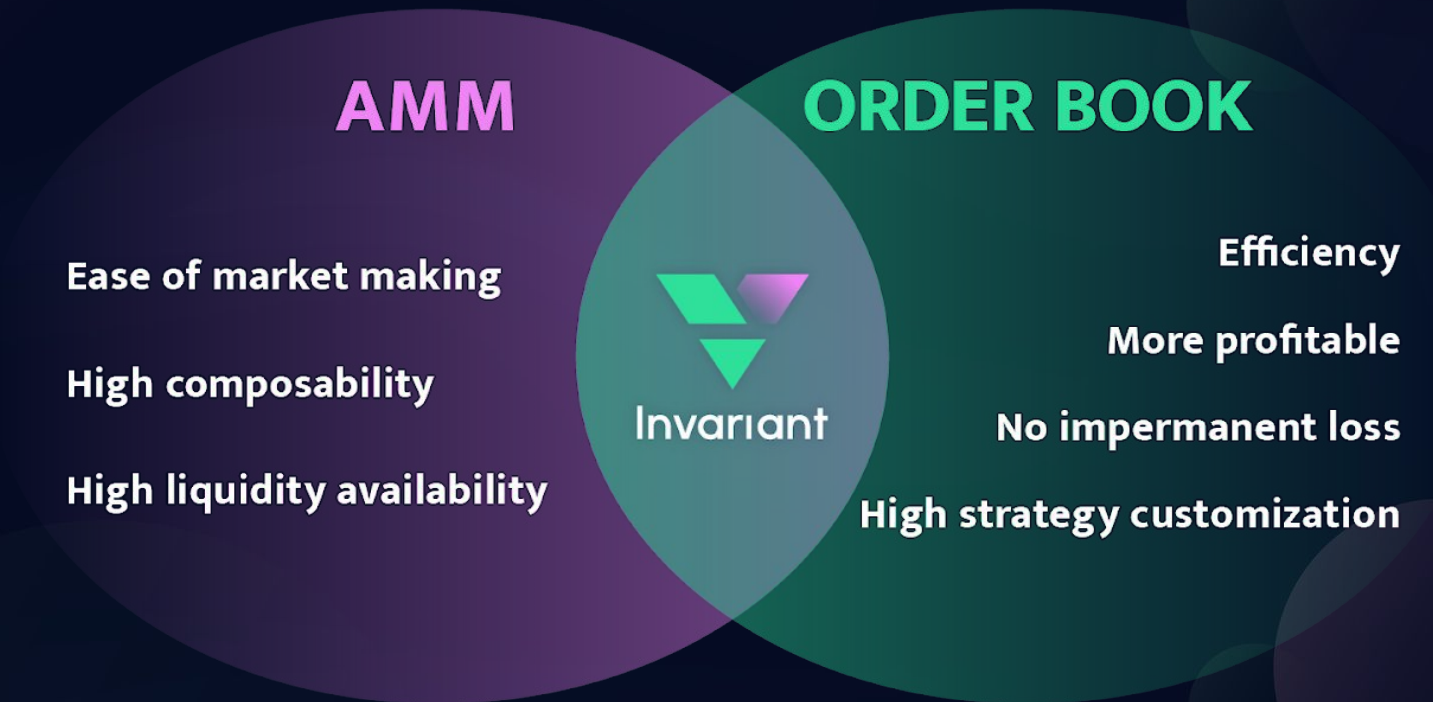 AMM
Ease of market making
High composability
High liquidity availability
Invariant
ORDER BOOK
Efficiency
More profitable
No impermanent loss
High strategy customization